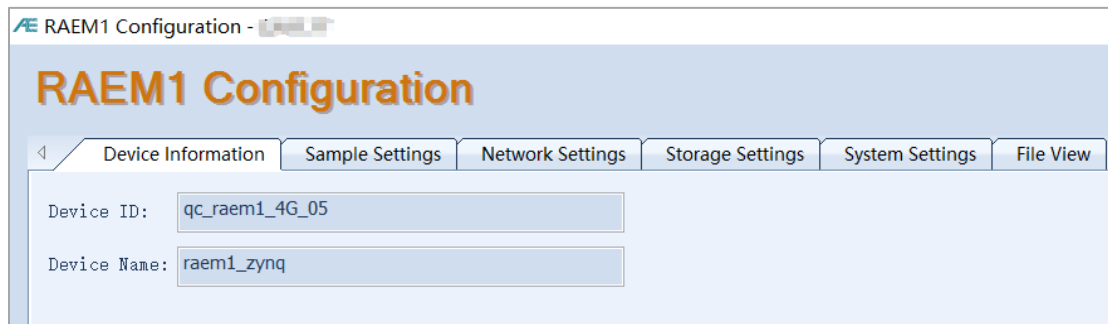 Æ RAEM1 Configuration -
RAEM1 Configuration
Device Information Sample Settings Network Settings Storage Settings System Settings File View
Device ID: qc_raem1_4G_05
Device Name: raem1_zynq